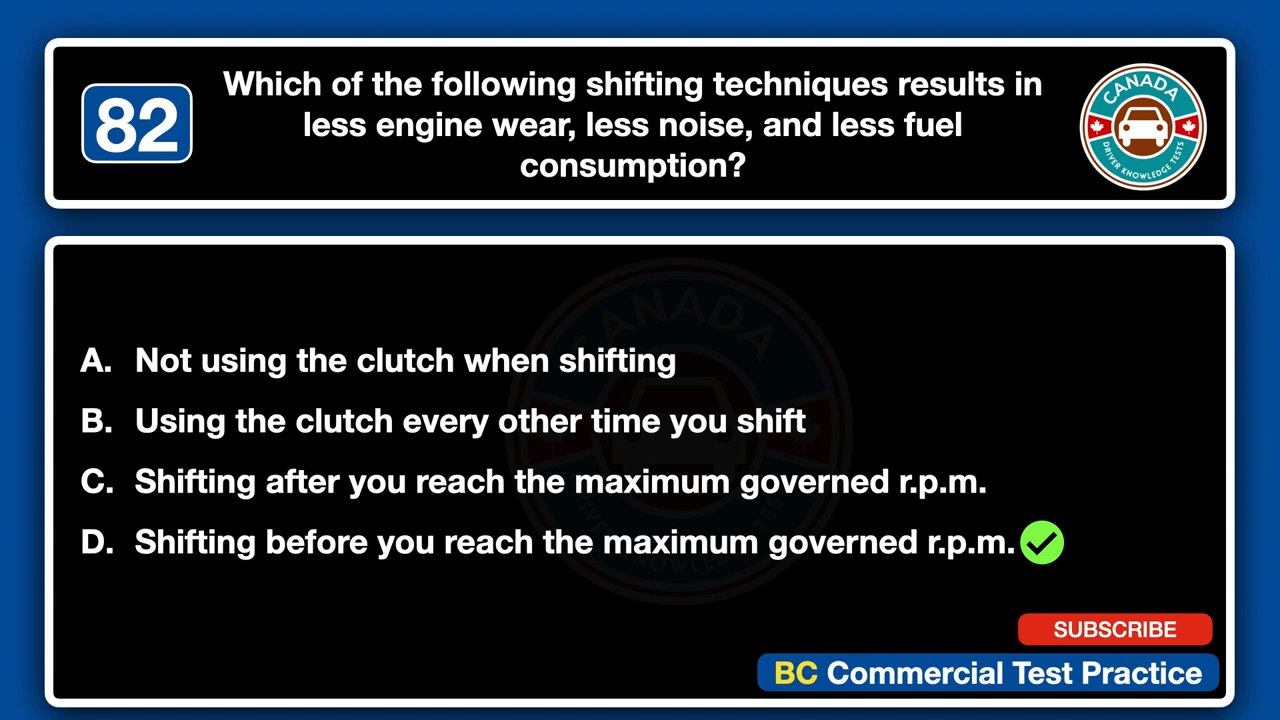 82
Which of the following shifting techniques results in
less engine wear, less noise, and less fuel
consumption?
CANADA
DRIVER KNOWLEDGE TESTS
A. Not using the clutch when shifting
B. Using the clutch every other time you shift
C. Shifting after you reach the maximum governed r.p.m.
D. Shifting before you reach the maximum governed r.p.m.
SUBSCRIBE
BC Commercial Test Practice